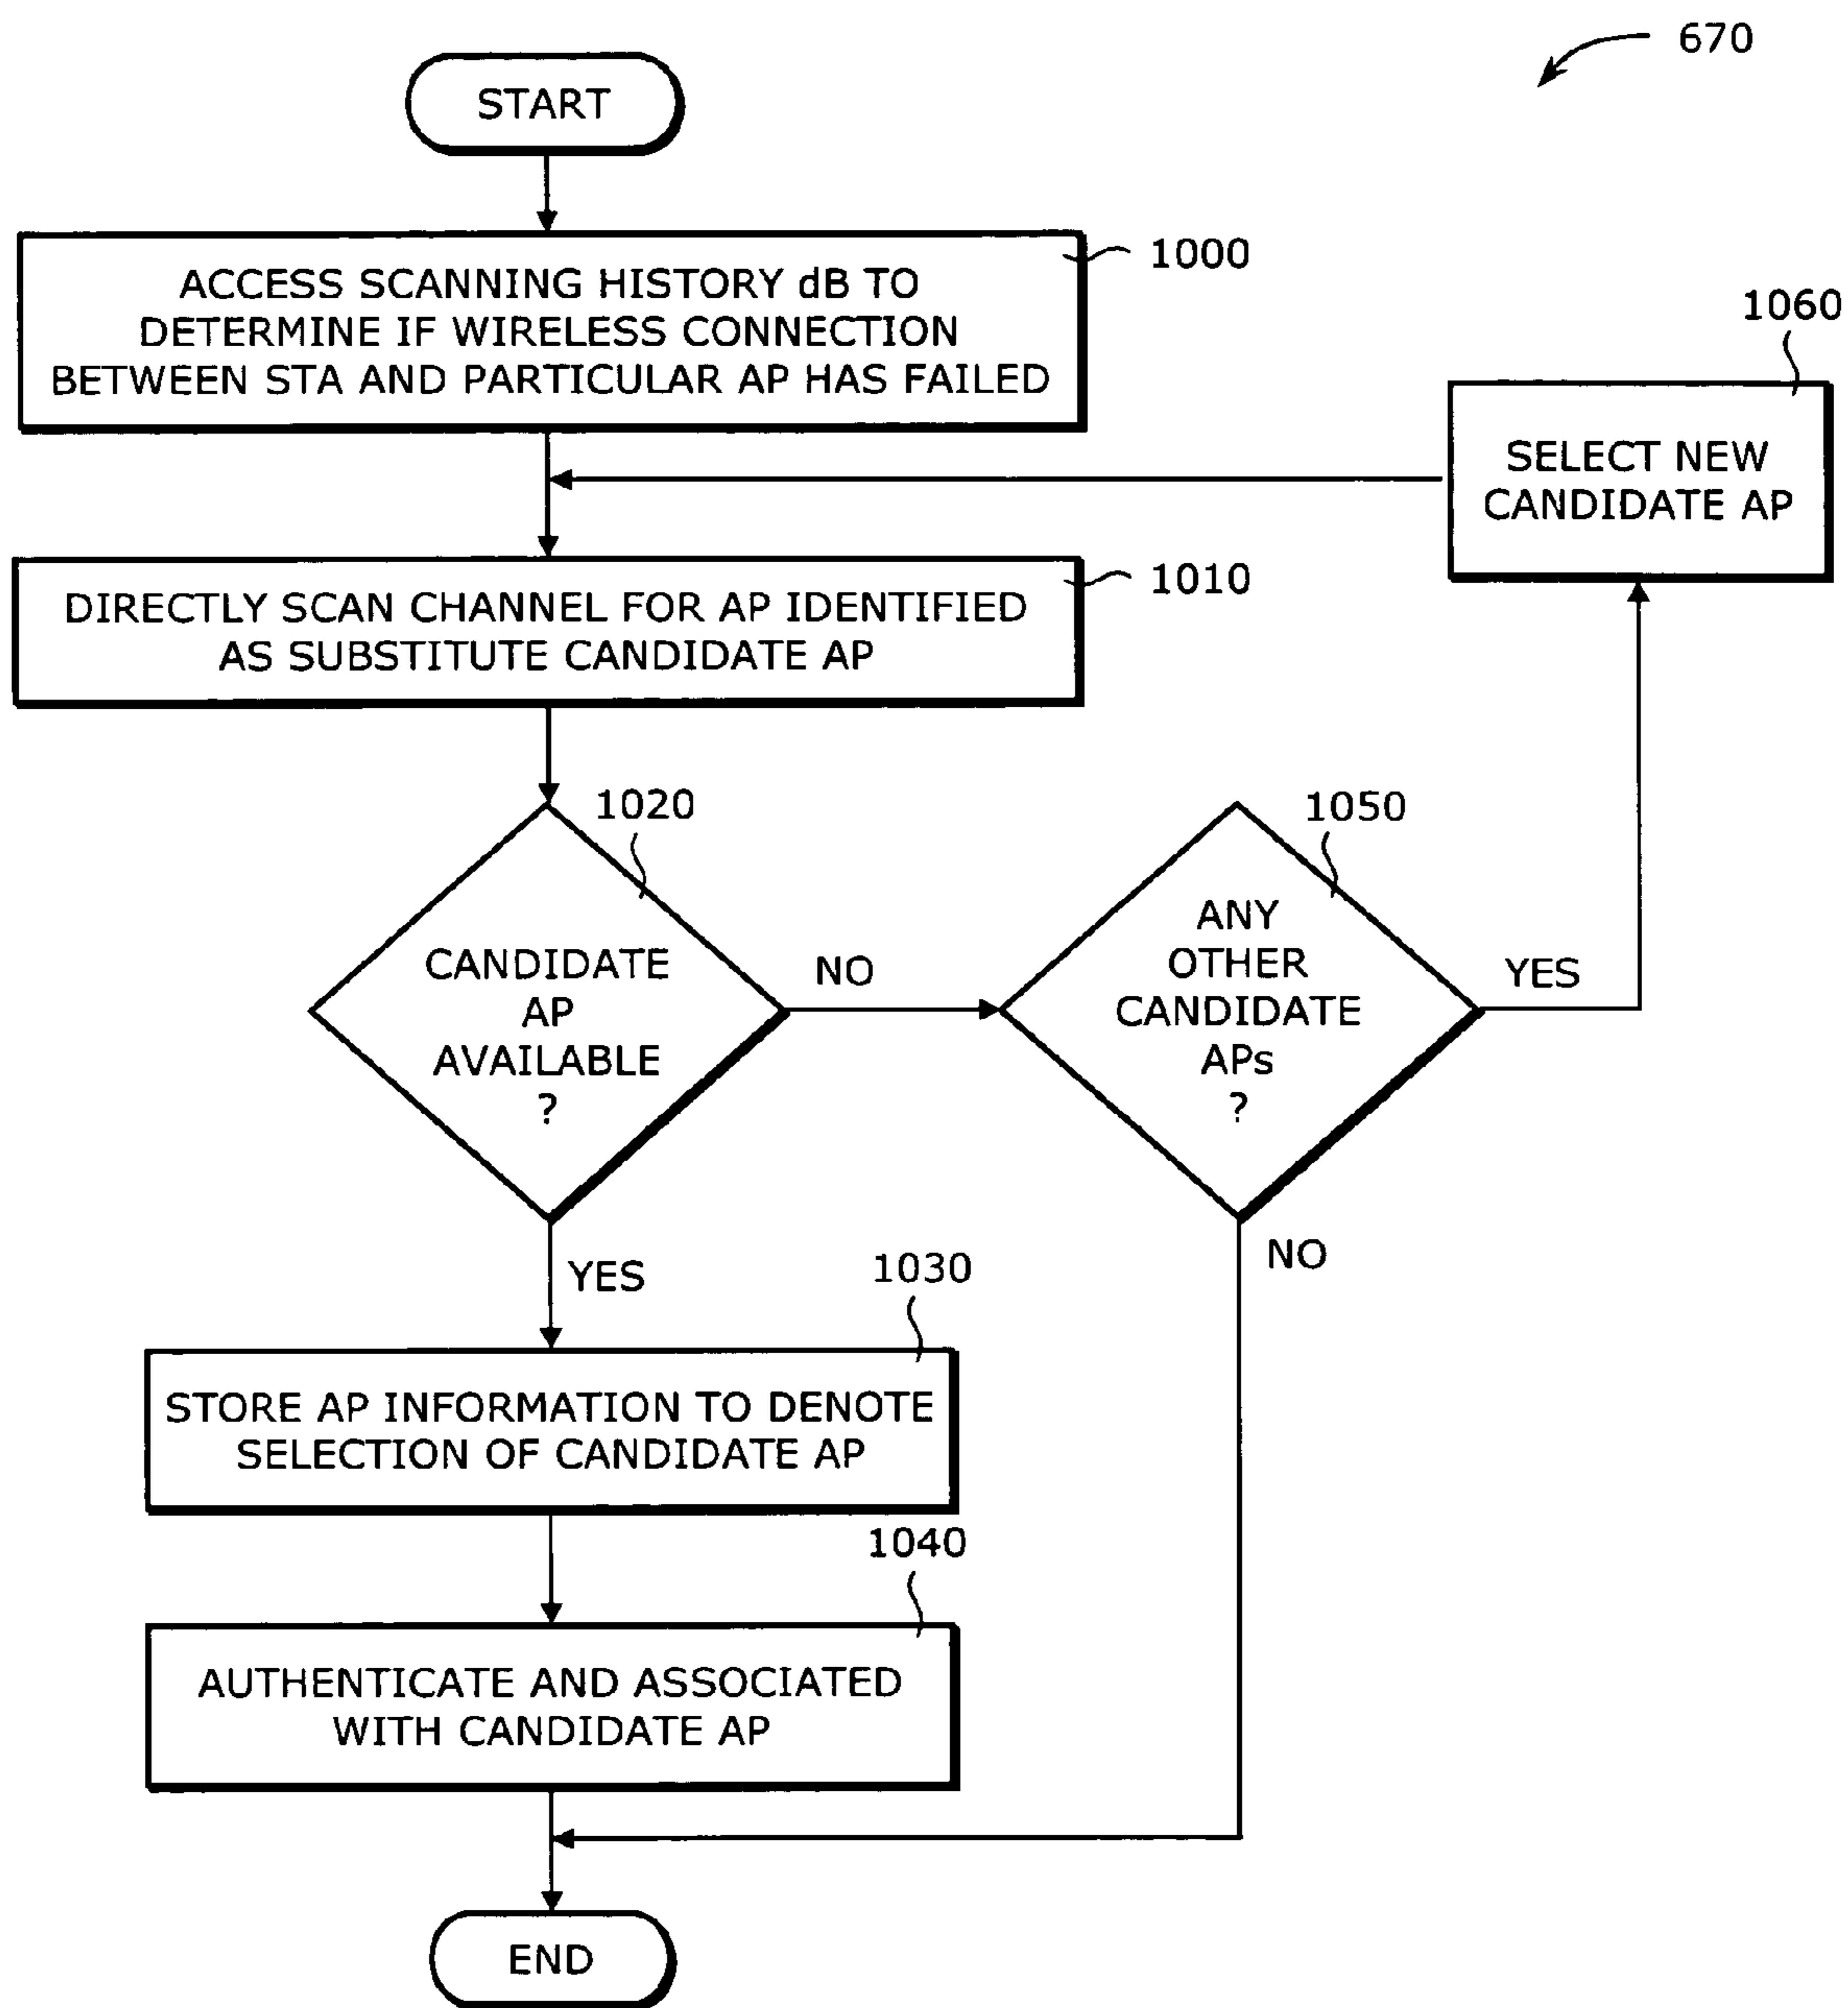 670
START
1000
ACCESS SCANNING HISTORY dB TO
DETERMINE IF WIRELESS CONNECTION
BETWEEN STA AND PARTICULAR AP HAS FAILED
1060
SELECT NEW
CANDIDATE AP
1010
DIRECTLY SCAN CHANNEL FOR AP IDENTIFIED
AS SUBSTITUTE CANDIDATE AP
1020
CANDIDATE
AP
AVAILABLE
?
NO
1050
ANY
OTHER
CANDIDATE
APs
?
YES
NO
YES
1030
STORE AP INFORMATION TO DENOTE
SELECTION OF CANDIDATE AP
1040
AUTHENTICATE AND ASSOCIATED
WITH CANDIDATE AP
END